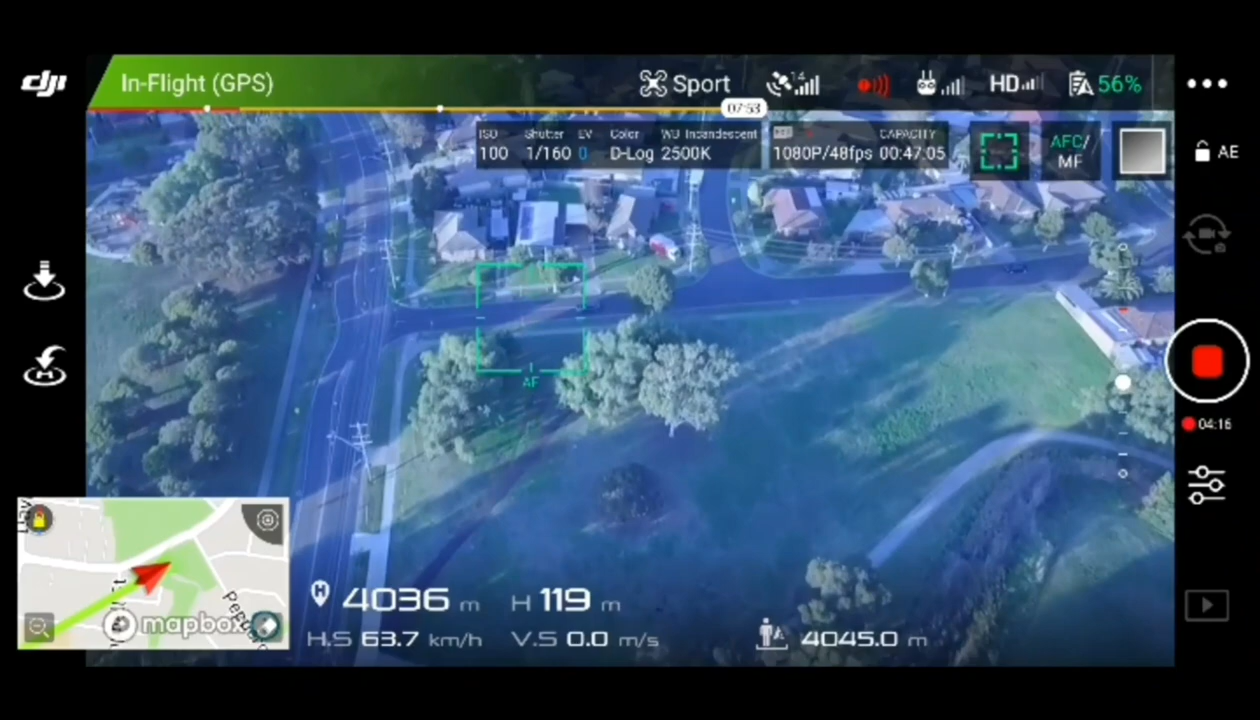 dji
In-Flight (GPS)
Sport
14
HD
56%
07:53
ISO
100
Shutter
1/160
EV
0
Color
D-Log
WB Incandescent
2500K
1080P/48fps
CAPACITY
00:47:05
AFC/
MF
AE
AF
04:16
H 4036 m
H 119 m
H.S 63.7 km/h
V.S 0.0 m/s
4045.0 m
mapbox